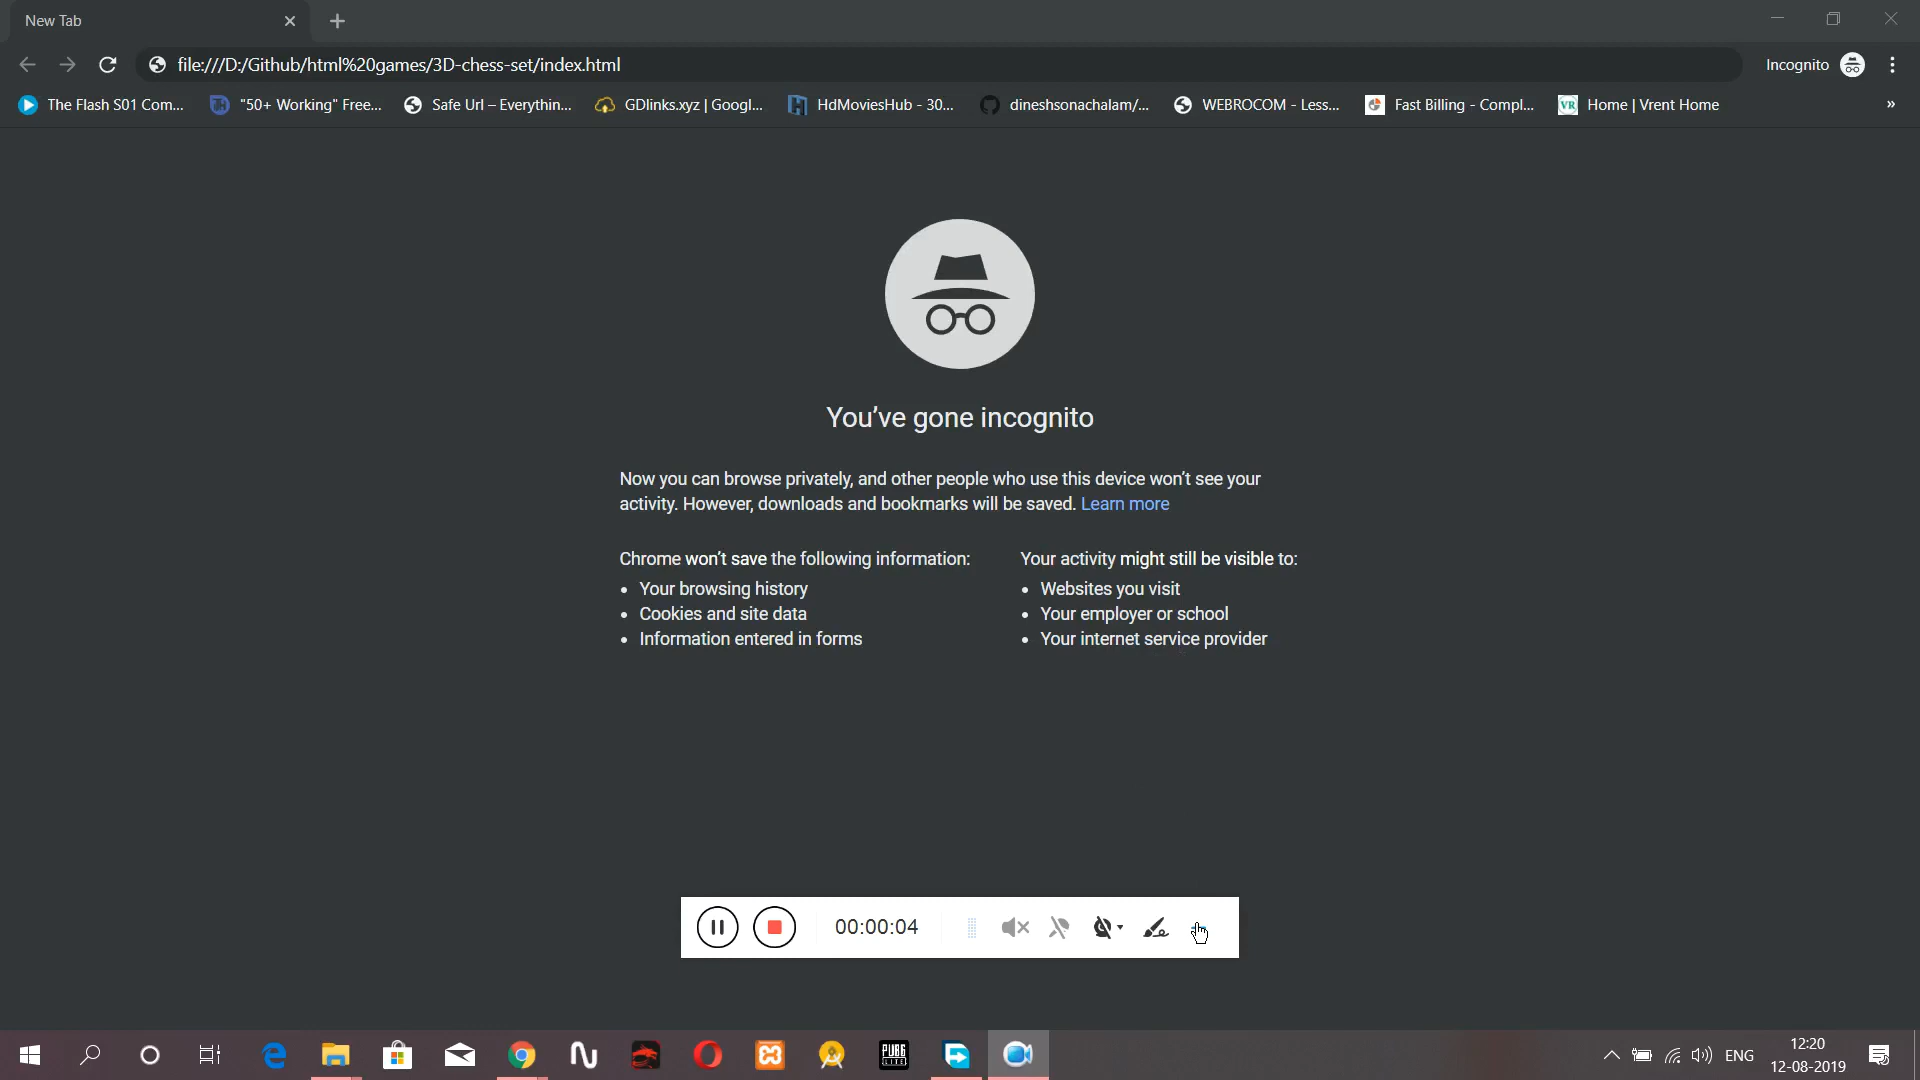 New Tab
file:///D:/Github/html%20games/3D-chess-set/index.html
Incognito
The Flash S01 Com...
"50+ Working" Free...
Safe Url – Everythin...
GDlinks.xyz | Googl...
HdMoviesHub - 30...
dineshsonachalam/...
WEBROCOM - Less...
Fast Billing - Compl...
VR
Home | Vrent Home
You've gone incognito
Now you can browse privately, and other people who use this device won't see your
activity. However, downloads and bookmarks will be saved. Learn more
Chrome won't save the following information:
• Your browsing history
• Cookies and site data
• Information entered in forms
Your activity might still be visible to:
• Websites you visit
• Your employer or school
• Your internet service provider
00:00:04
PUBG
LITE
ENG
12:20
12-08-2019